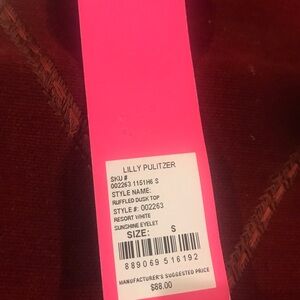 LILLY PULITZER
SKU #
002263 1151H6 S
STYLE NAME:
RUFFLED DUSK TOP
STYLE #: 002263
RESORT WHITE
SUNSHINE EYELET
SIZE: S
889069 516192
MANUFACTURER'S SUGGESTED PRICE
$88.00